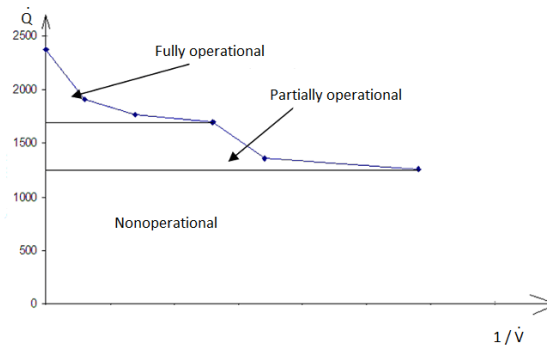 Q̇
2500
Fully operational
2000
Partially operational
1500
1000
Nonoperational
500
0
1 / V̇